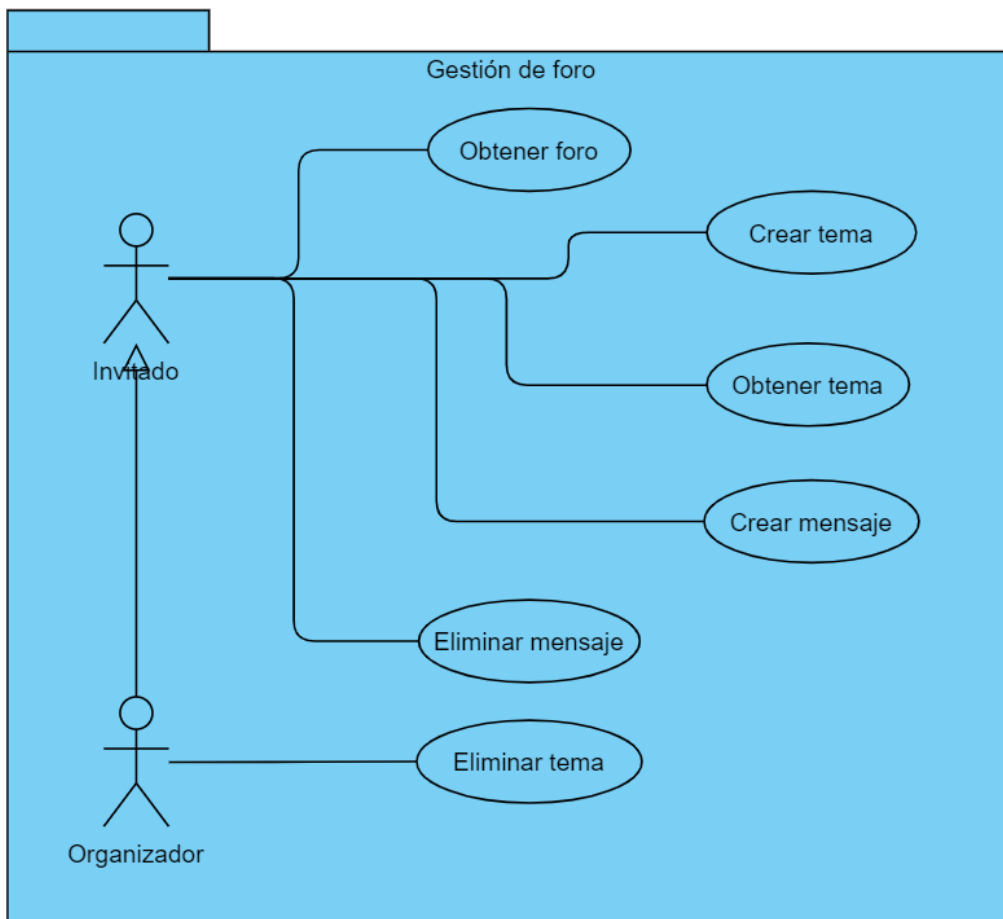 Gestión de foro
Obtener foro
Crear tema
Invitado
Obtener tema
Crear mensaje
Eliminar mensaje
Eliminar tema
Organizador